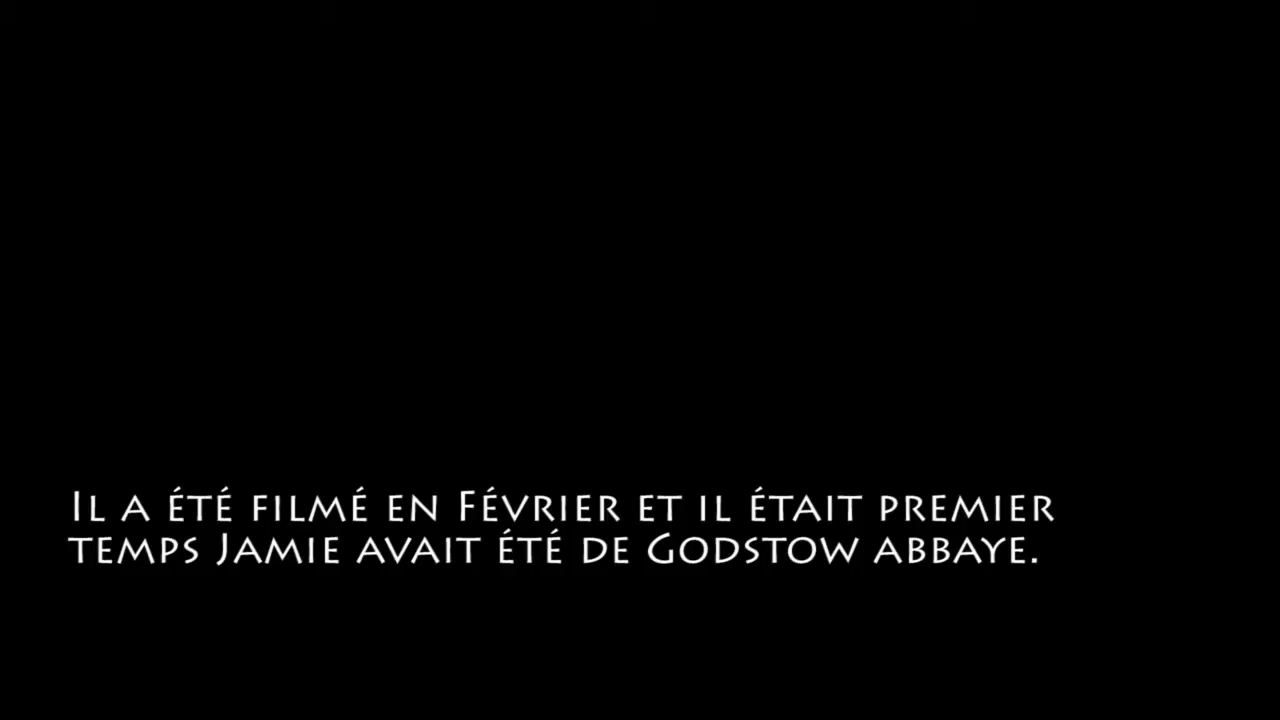 Il a été filmé en Février et il était premier
temps Jamie avait été de Godstow abbaye.